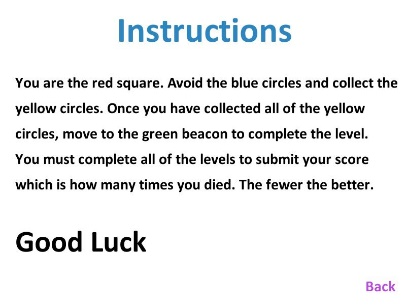 Instructions
You are the red square. Avoid the blue circles and collect the
yellow circles. Once you have collected all of the yellow
circles, move to the green beacon to complete the level.
You must complete all of the levels to submit your score
which is how many times you died. The fewer the better.
Good Luck
Back